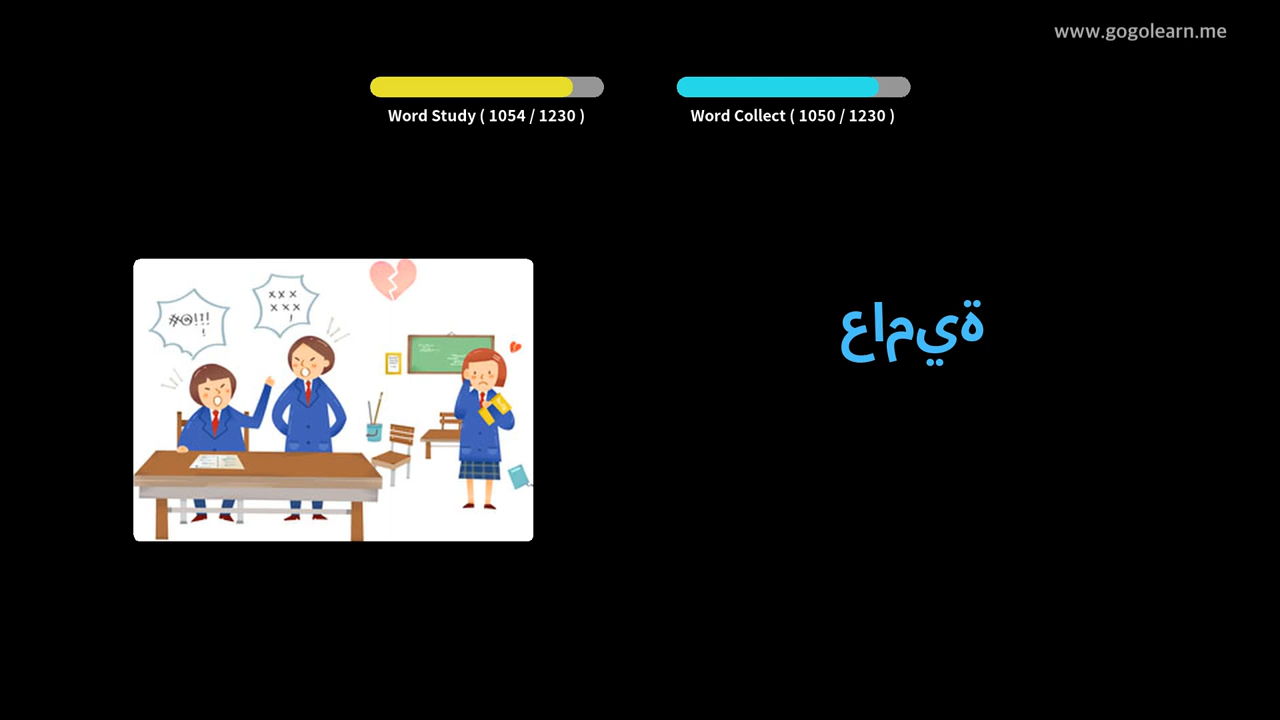 www.gogolearn.me
Word Study ( 1054 / 1230 )
Word Collect ( 1050 / 1230 )
عامية
x x x
x x x